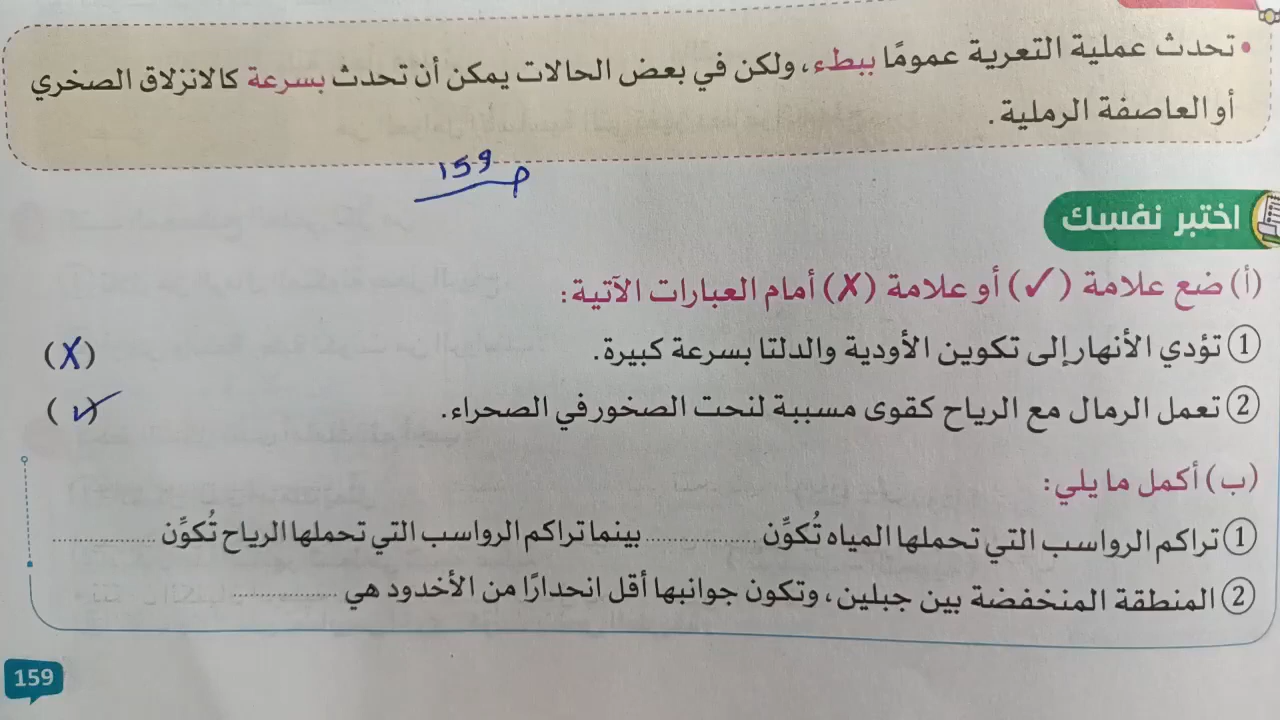 • تحدث عملية التعرية عمومًا ببطء، ولكن في بعض الحالات يمكن أن تحدث بسرعة كالانزلاق الصخري
أو العاصفة الرملية.
159
اختبر نفسك
(أ) ضع علامة (✓) أو علامة (✗) أمام العبارات الآتية:
① تؤدي الأنهار إلى تكوين الأودية والدلتا بسرعة كبيرة. (✗)
② تعمل الرمال مع الرياح كقوى مسببة لنحت الصخور في الصحراء. (✓)
(ب) أكمل ما يلي:
① تراكم الرواسب التي تحملها المياه تُكوِّن .................. بينما تراكم الرواسب التي تحملها الرياح تُكوِّن ..................
② المنطقة المنخفضة بين جبلين، وتكون جوانبها أقل انحدارًا من الأخدود هي ..................
159